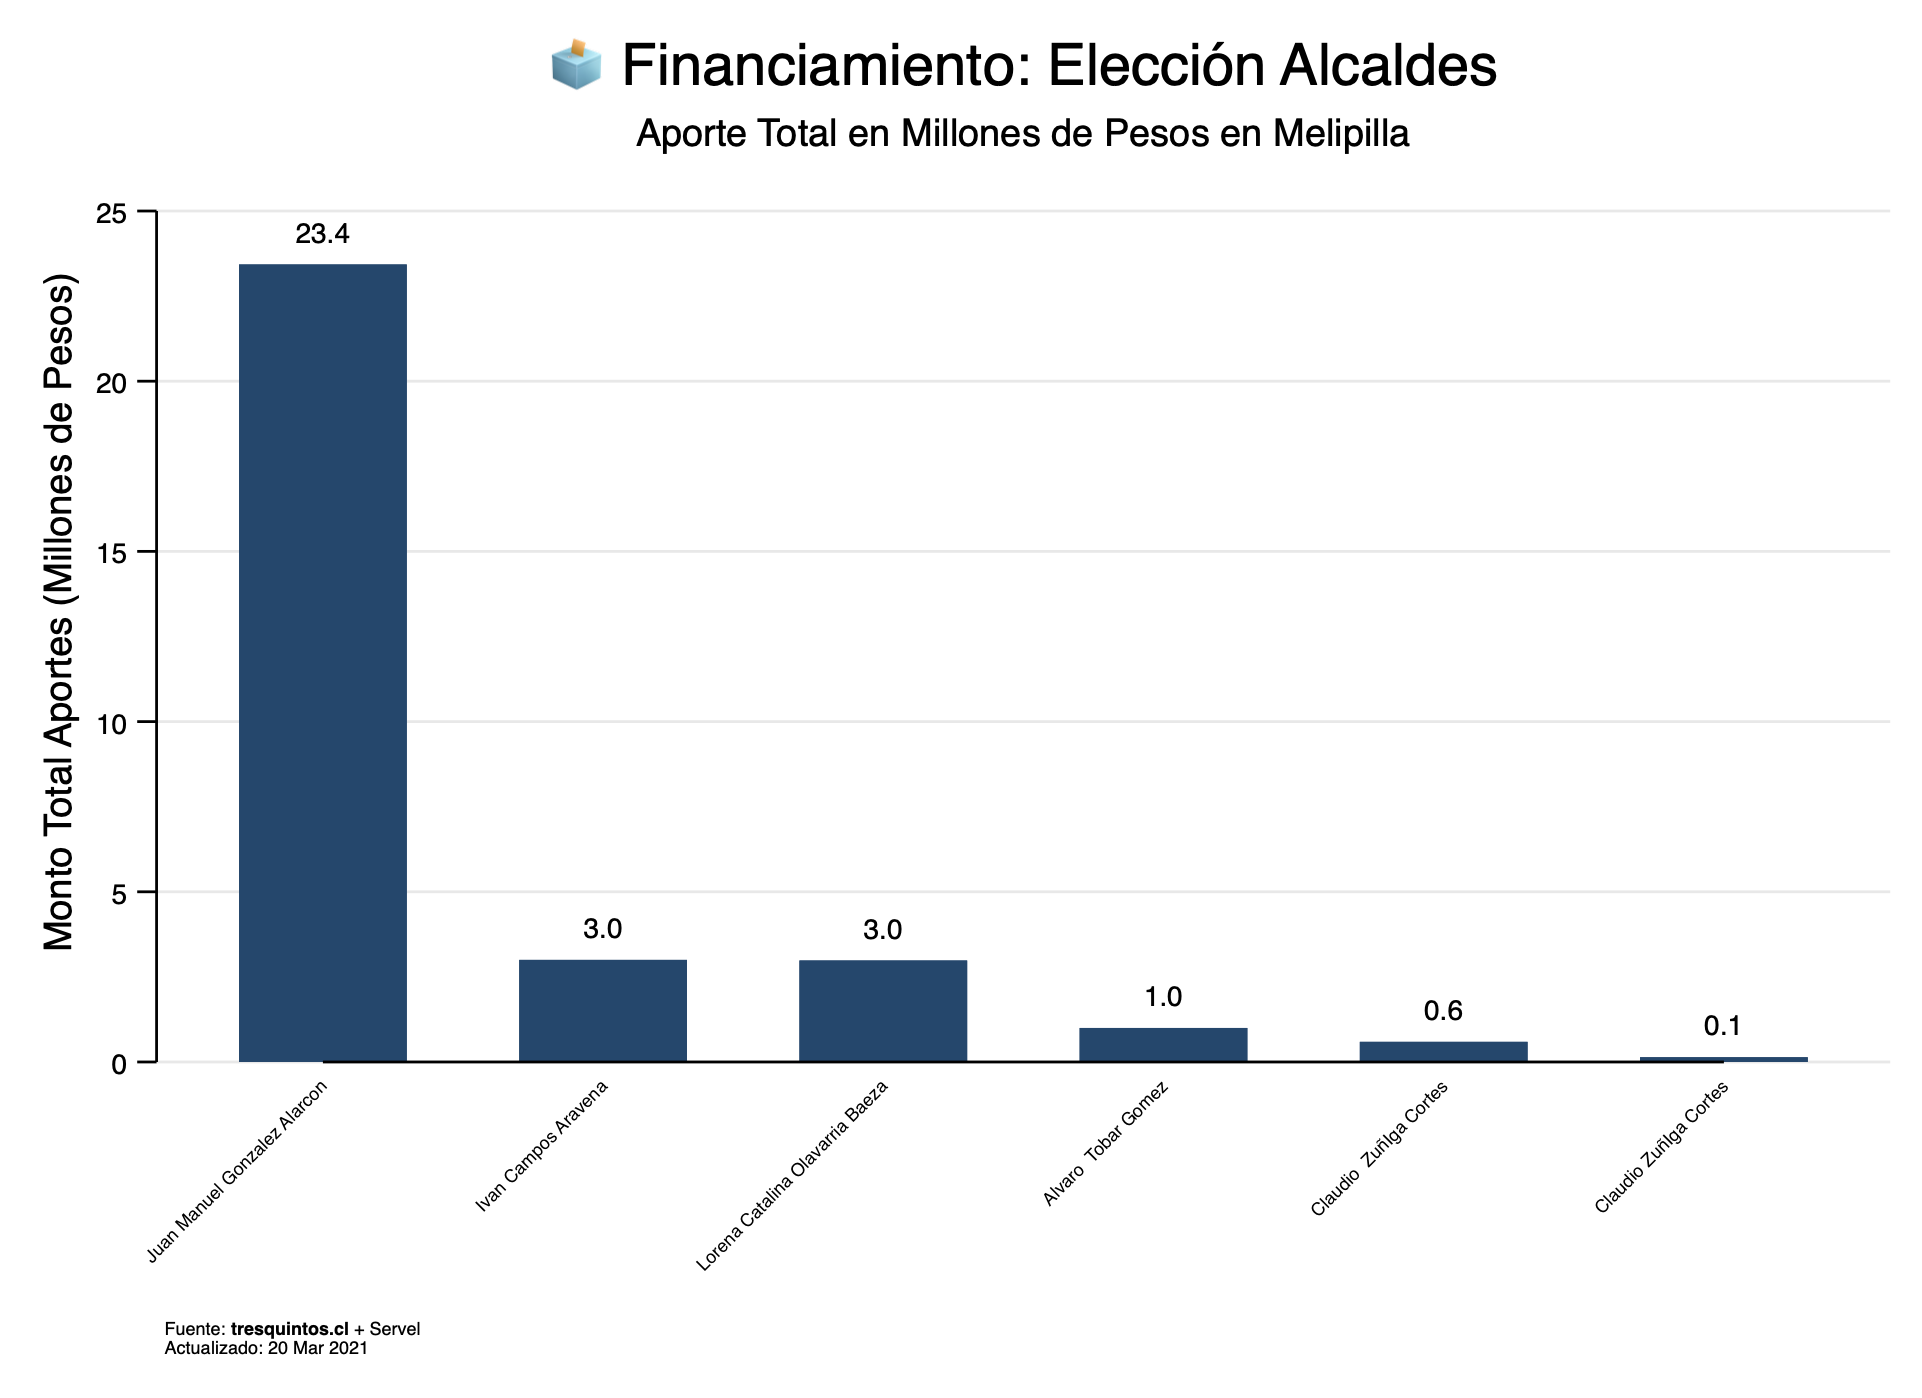 Financiamiento: Elección Alcaldes
Aporte Total en Millones de Pesos en Melipilla
Monto Total Aportes (Millones de Pesos)
25
20
15
10
5
0
23.4
3.0
3.0
1.0
0.6
0.1
Juan Manuel Gonzalez Alarcon
Ivan Campos Aravena
Lorena Catalina Olavarria Baeza
Alvaro  Tobar Gomez
Claudio  ZuñIga Cortes
Claudio ZuñIga Cortes
Fuente: tresquintos.cl + Servel
Actualizado: 20 Mar 2021